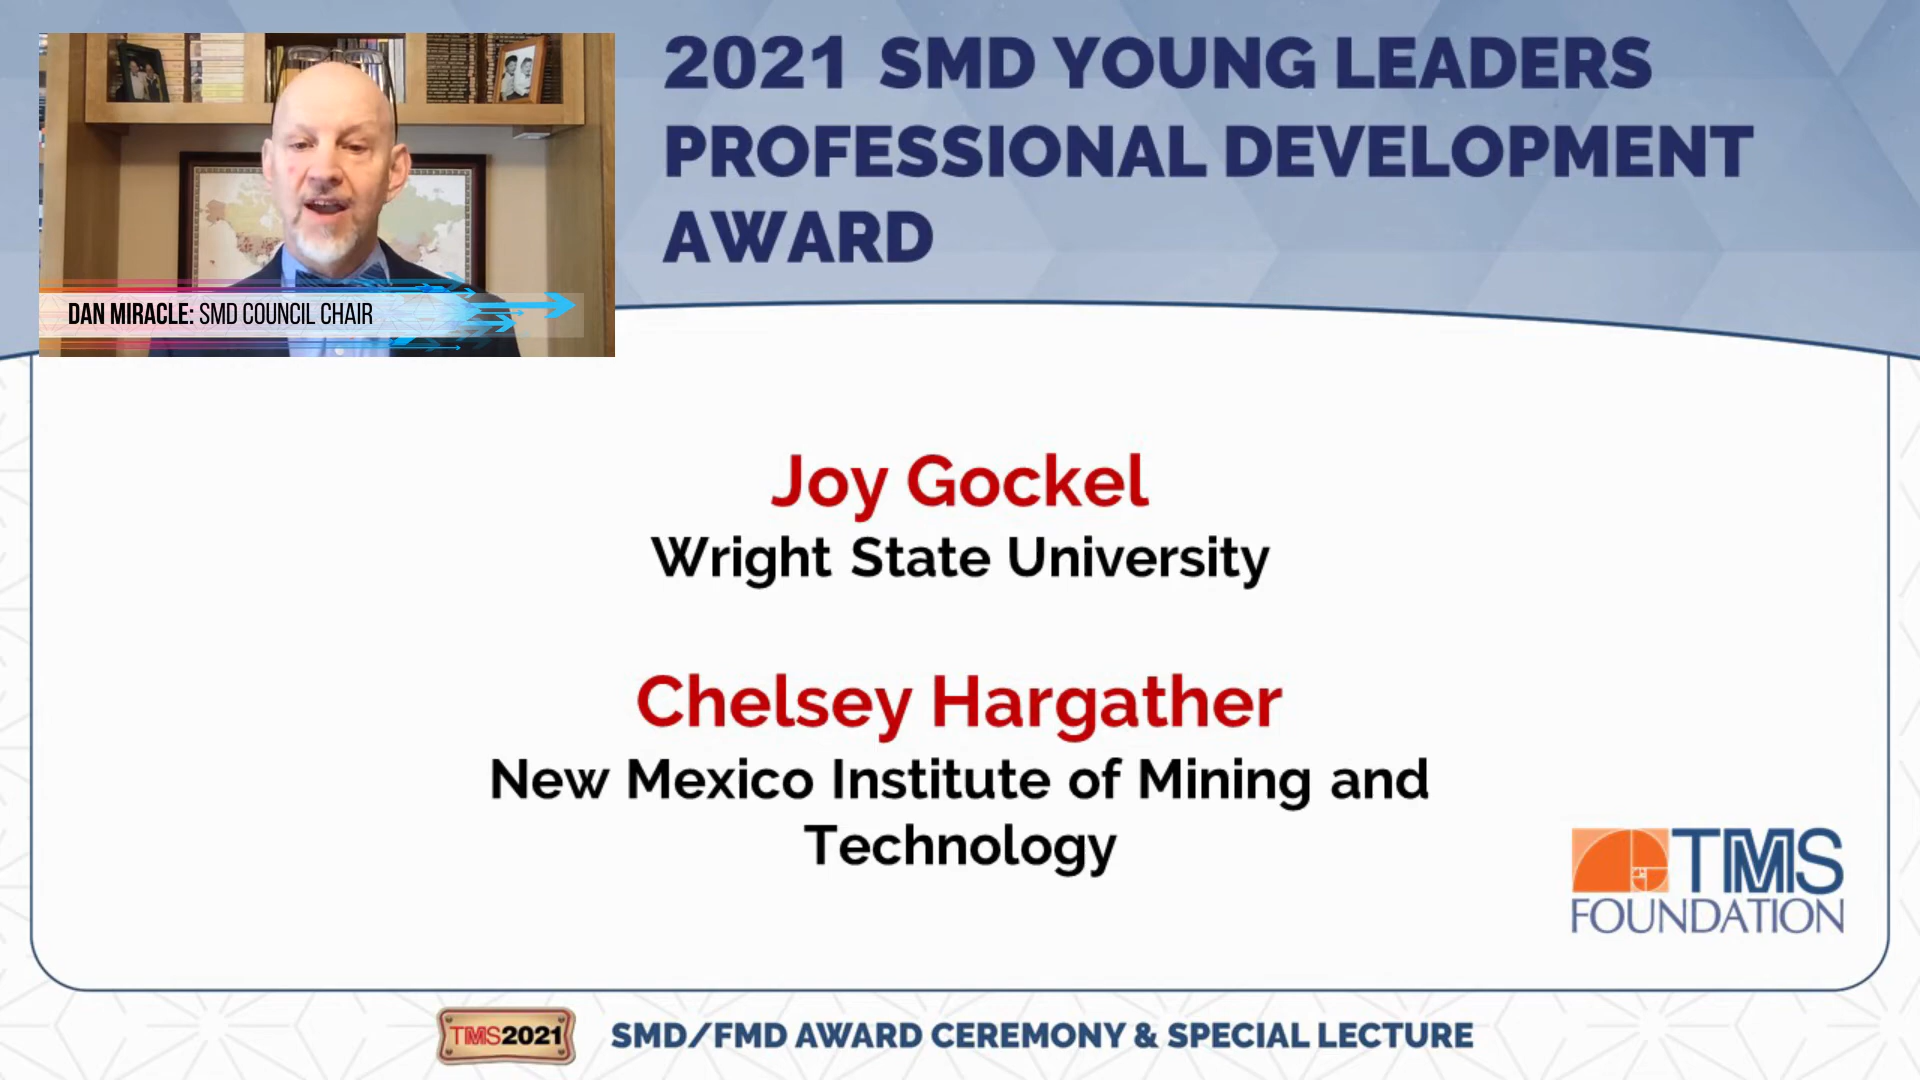 2021 SMD YOUNG LEADERS
PROFESSIONAL DEVELOPMENT
AWARD
DAN MIRACLE: SMD COUNCIL CHAIR
Joy Gockel
Wright State University
Chelsey Hargather
New Mexico Institute of Mining and
Technology
TMS
FOUNDATION
TMS2021
SMD/FMD AWARD CEREMONY & SPECIAL LECTURE